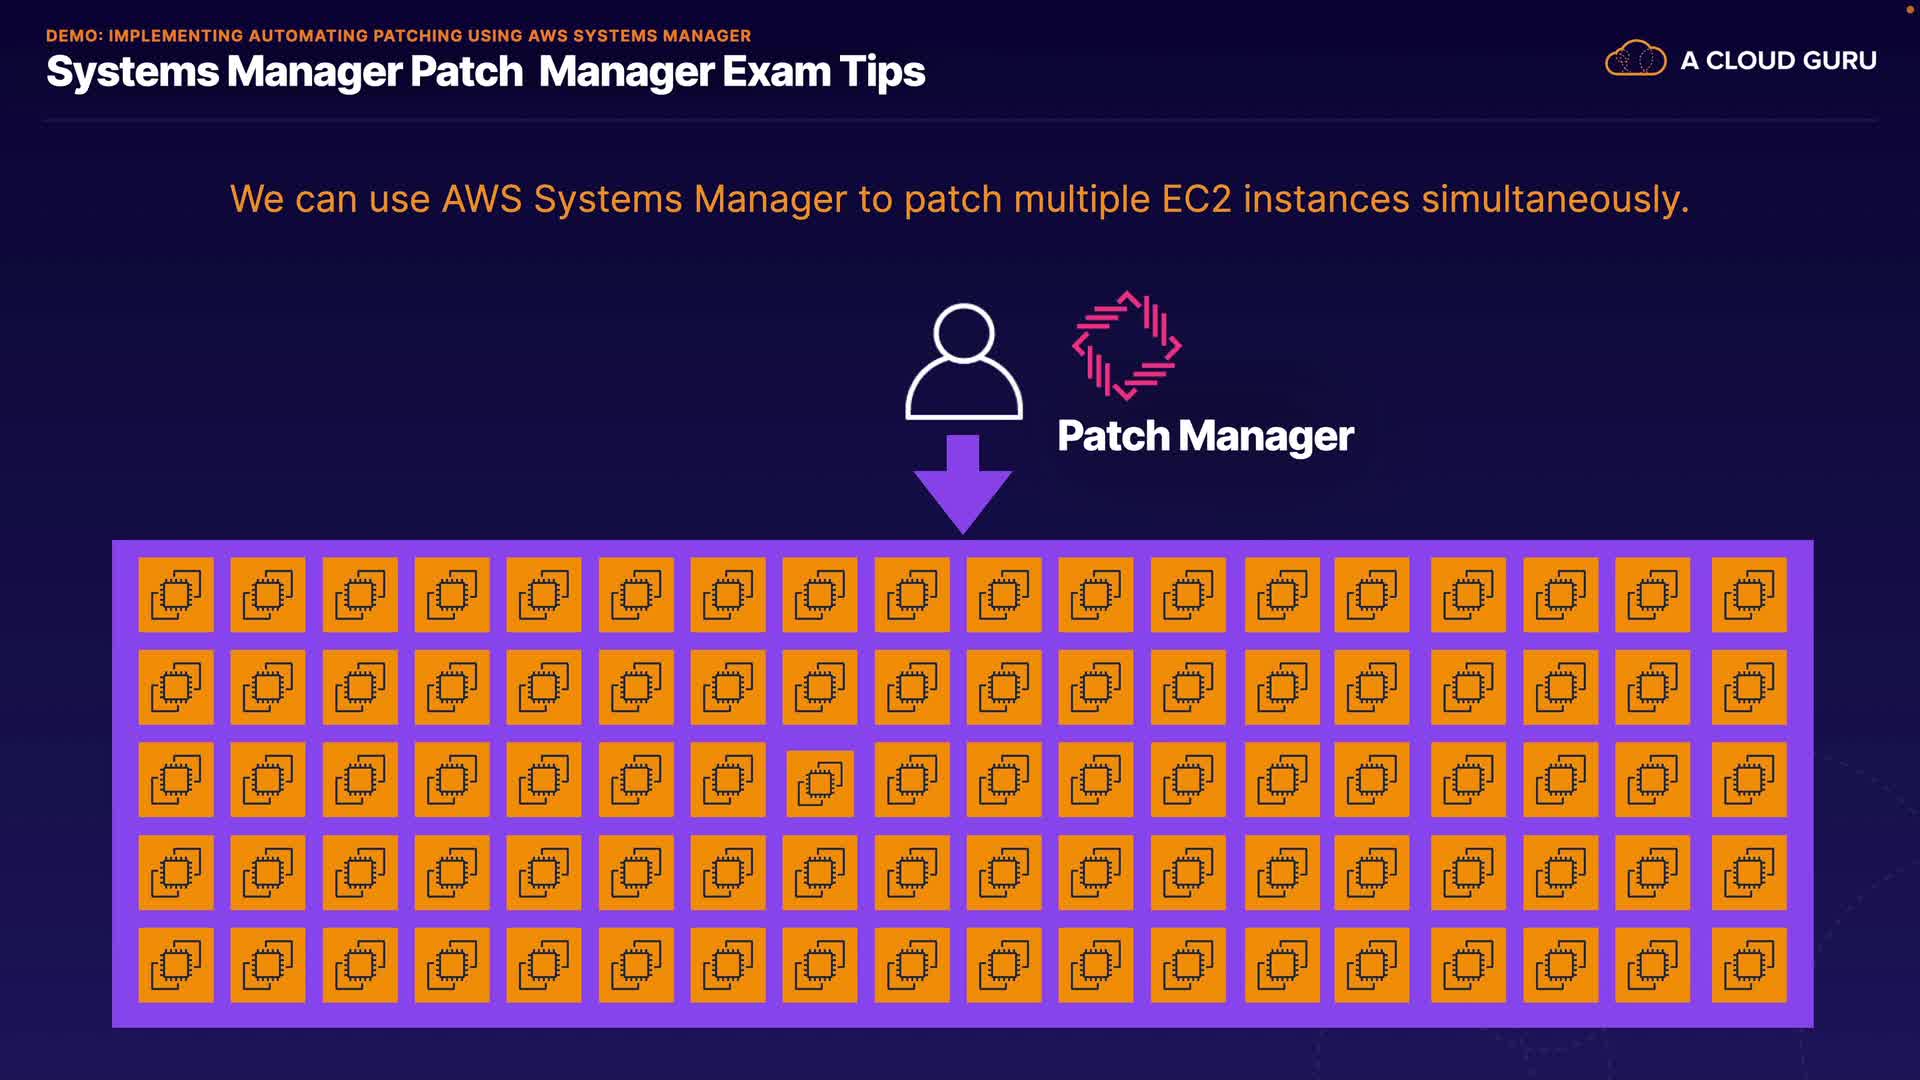 DEMO: IMPLEMENTING AUTOMATING PATCHING USING AWS SYSTEMS MANAGER
Systems Manager Patch  Manager Exam Tips
A CLOUD GURU
We can use AWS Systems Manager to patch multiple EC2 instances simultaneously.
Patch Manager